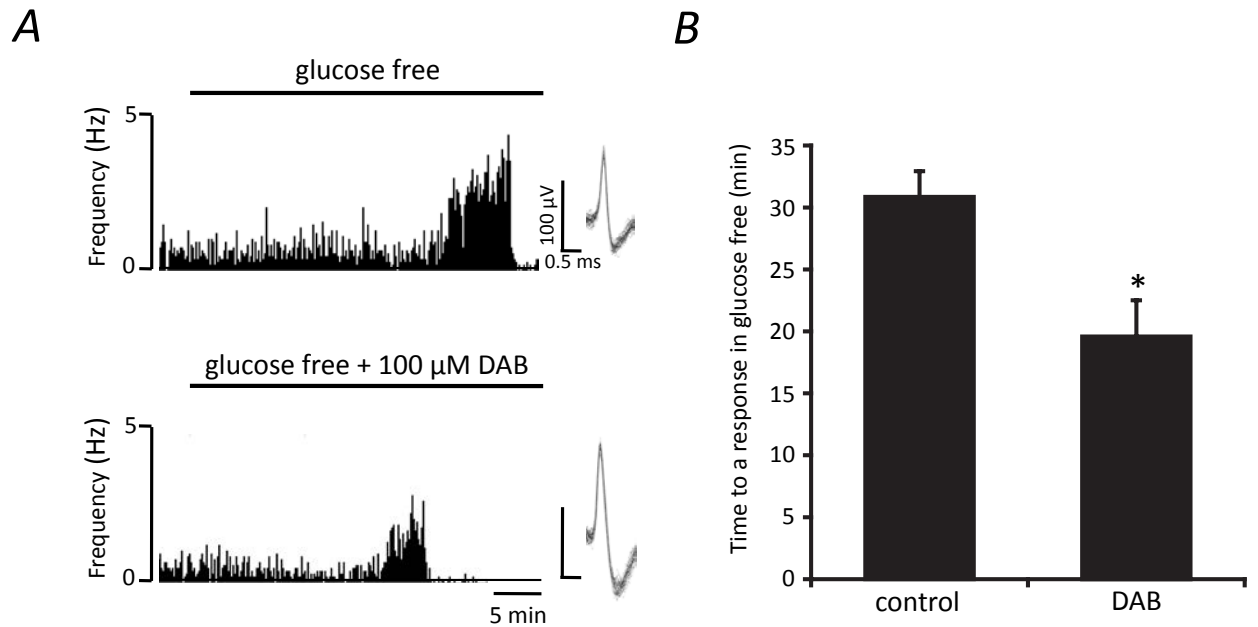 A
glucose free
Frequency (Hz)
5
0
100 µV
0.5 ms
glucose free + 100 µM DAB
Frequency (Hz)
5
0
5 min
B
Time to a response in glucose free (min)
35
30
25
20
15
10
5
0
*
control
DAB